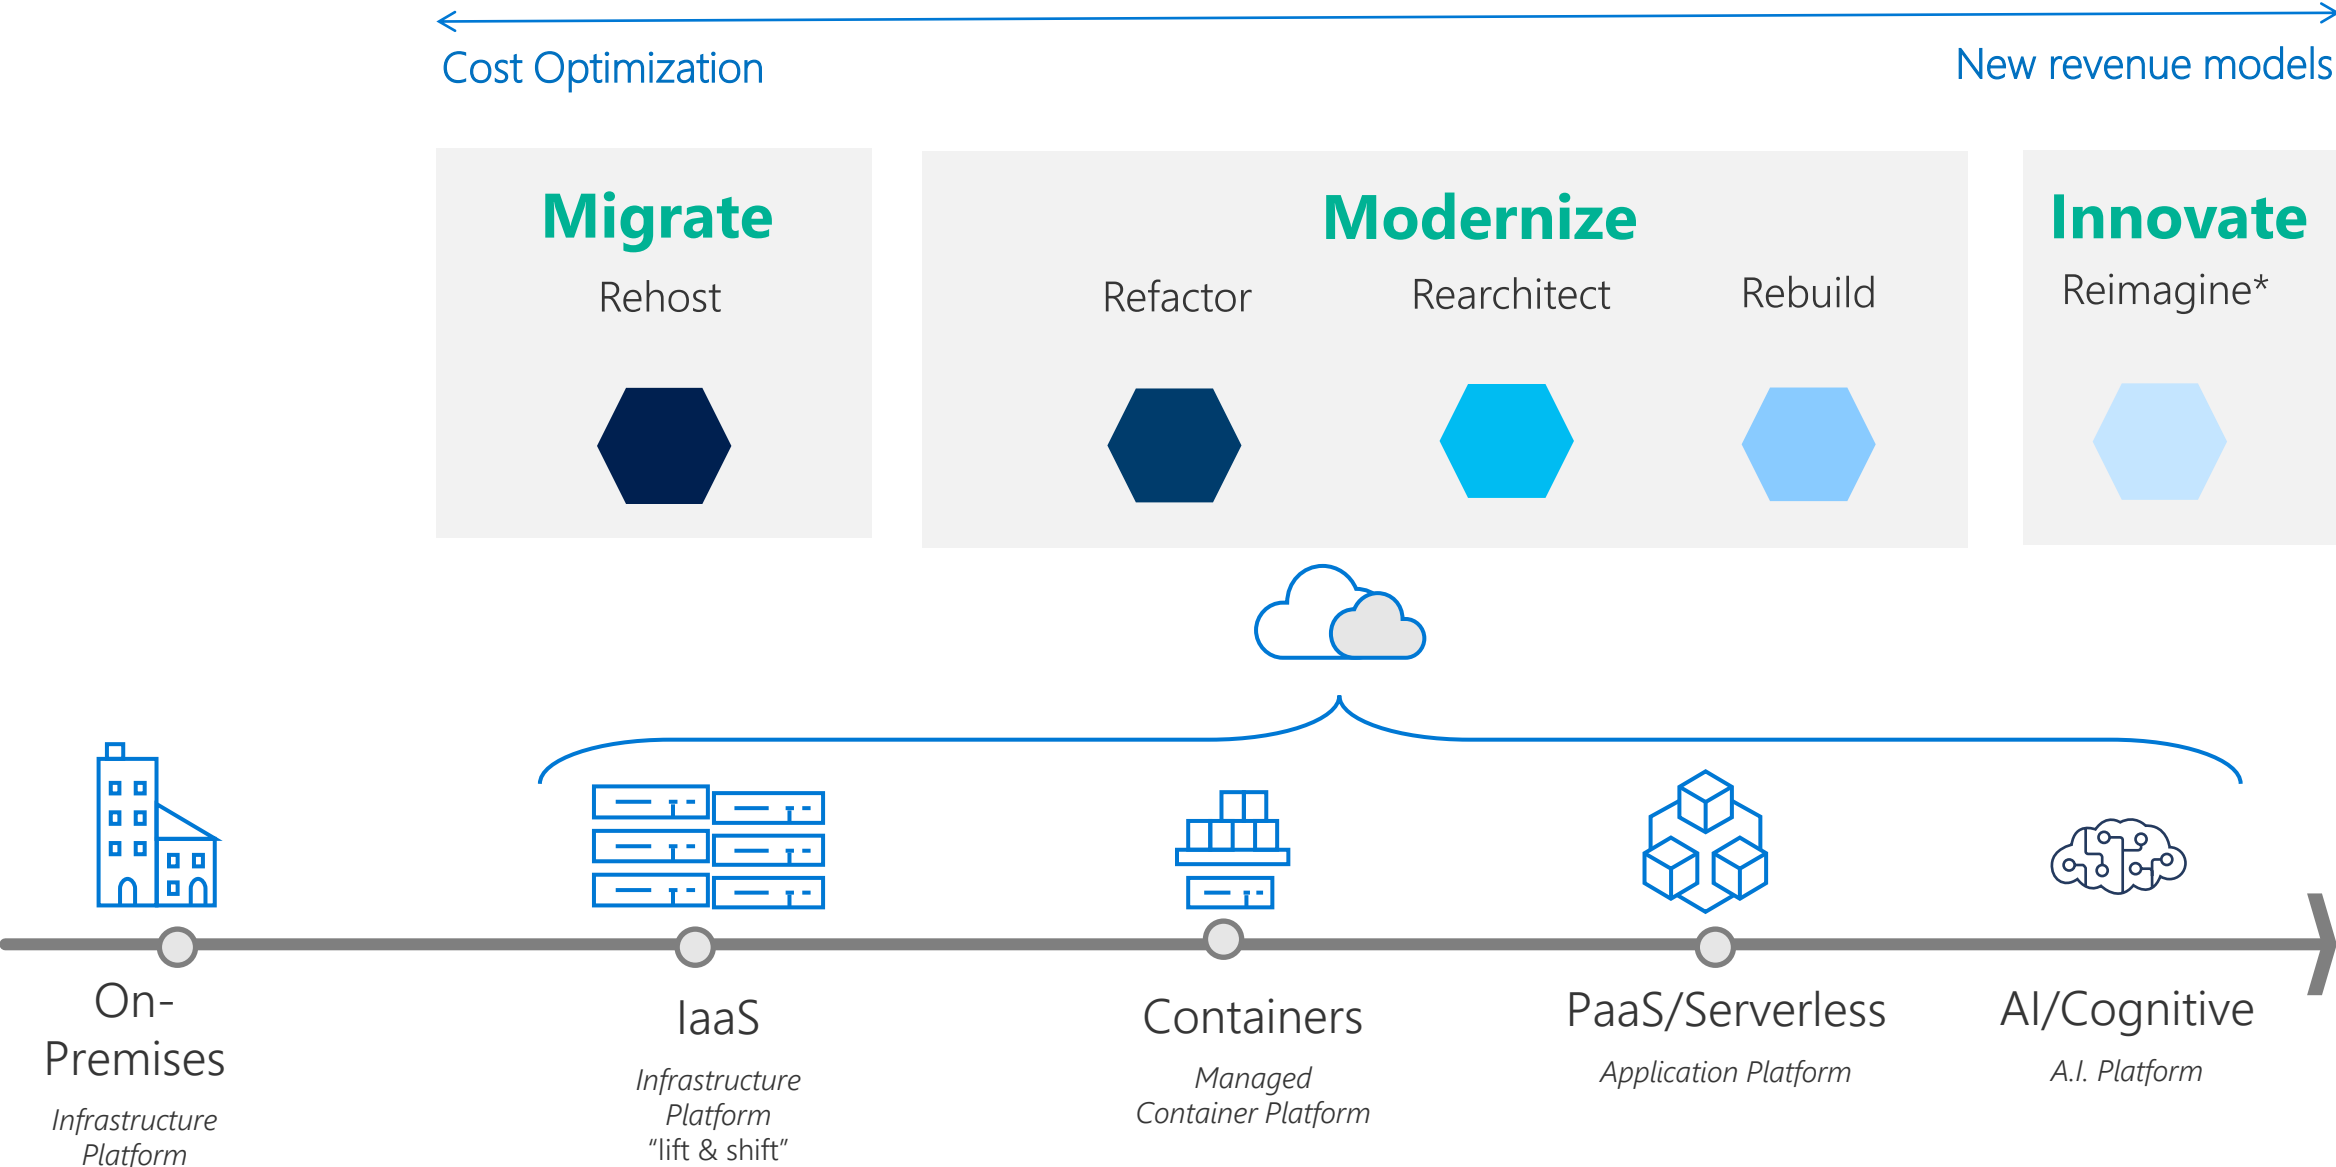 Cost Optimization
New revenue models
Migrate
Rehost
Modernize
Refactor
Rearchitect
Rebuild
Innovate
Reimagine*
On-
Premises
Infrastructure
Platform
IaaS
Infrastructure
Platform
“lift & shift”
Containers
Managed
Container Platform
PaaS/Serverless
Application Platform
AI/Cognitive
A.I. Platform